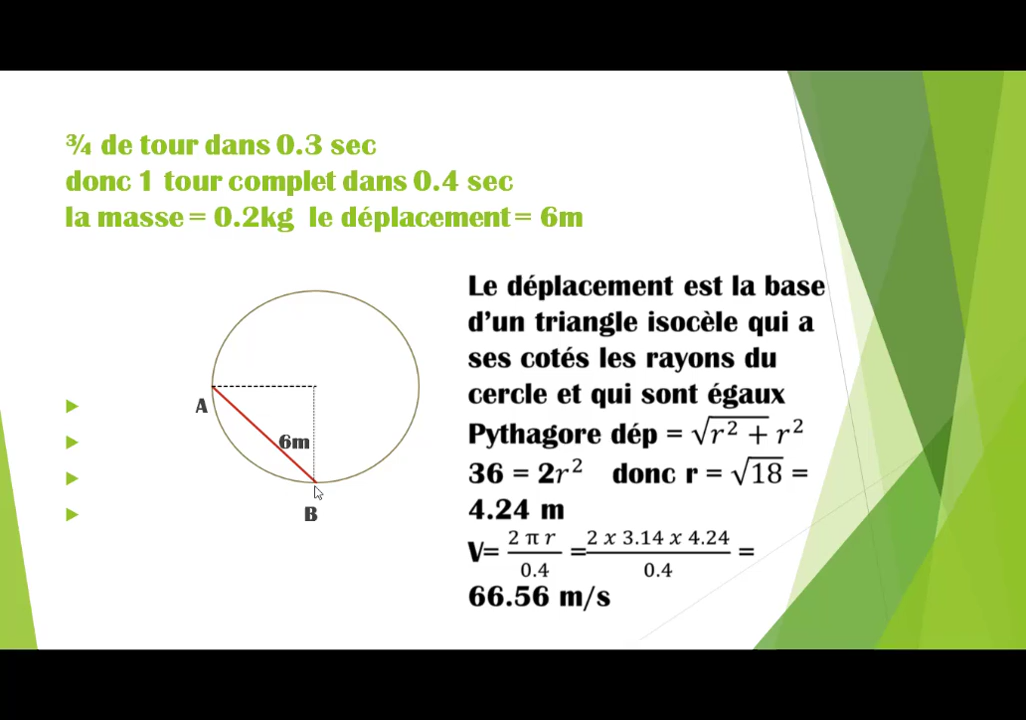 ¾ de tour dans 0.3 sec
donc 1 tour complet dans 0.4 sec
la masse = 0.2kg le déplacement = 6m
A
6m
B
Le déplacement est la base
d’un triangle isocèle qui a
ses cotés les rayons du
cercle et qui sont égaux
Pythagore dép = √r² + r²
36 = 2r² donc r = √18 =
4.24 m
V= 2 π r / 0.4 = 2 x 3.14 x 4.24 / 0.4 =
66.56 m/s